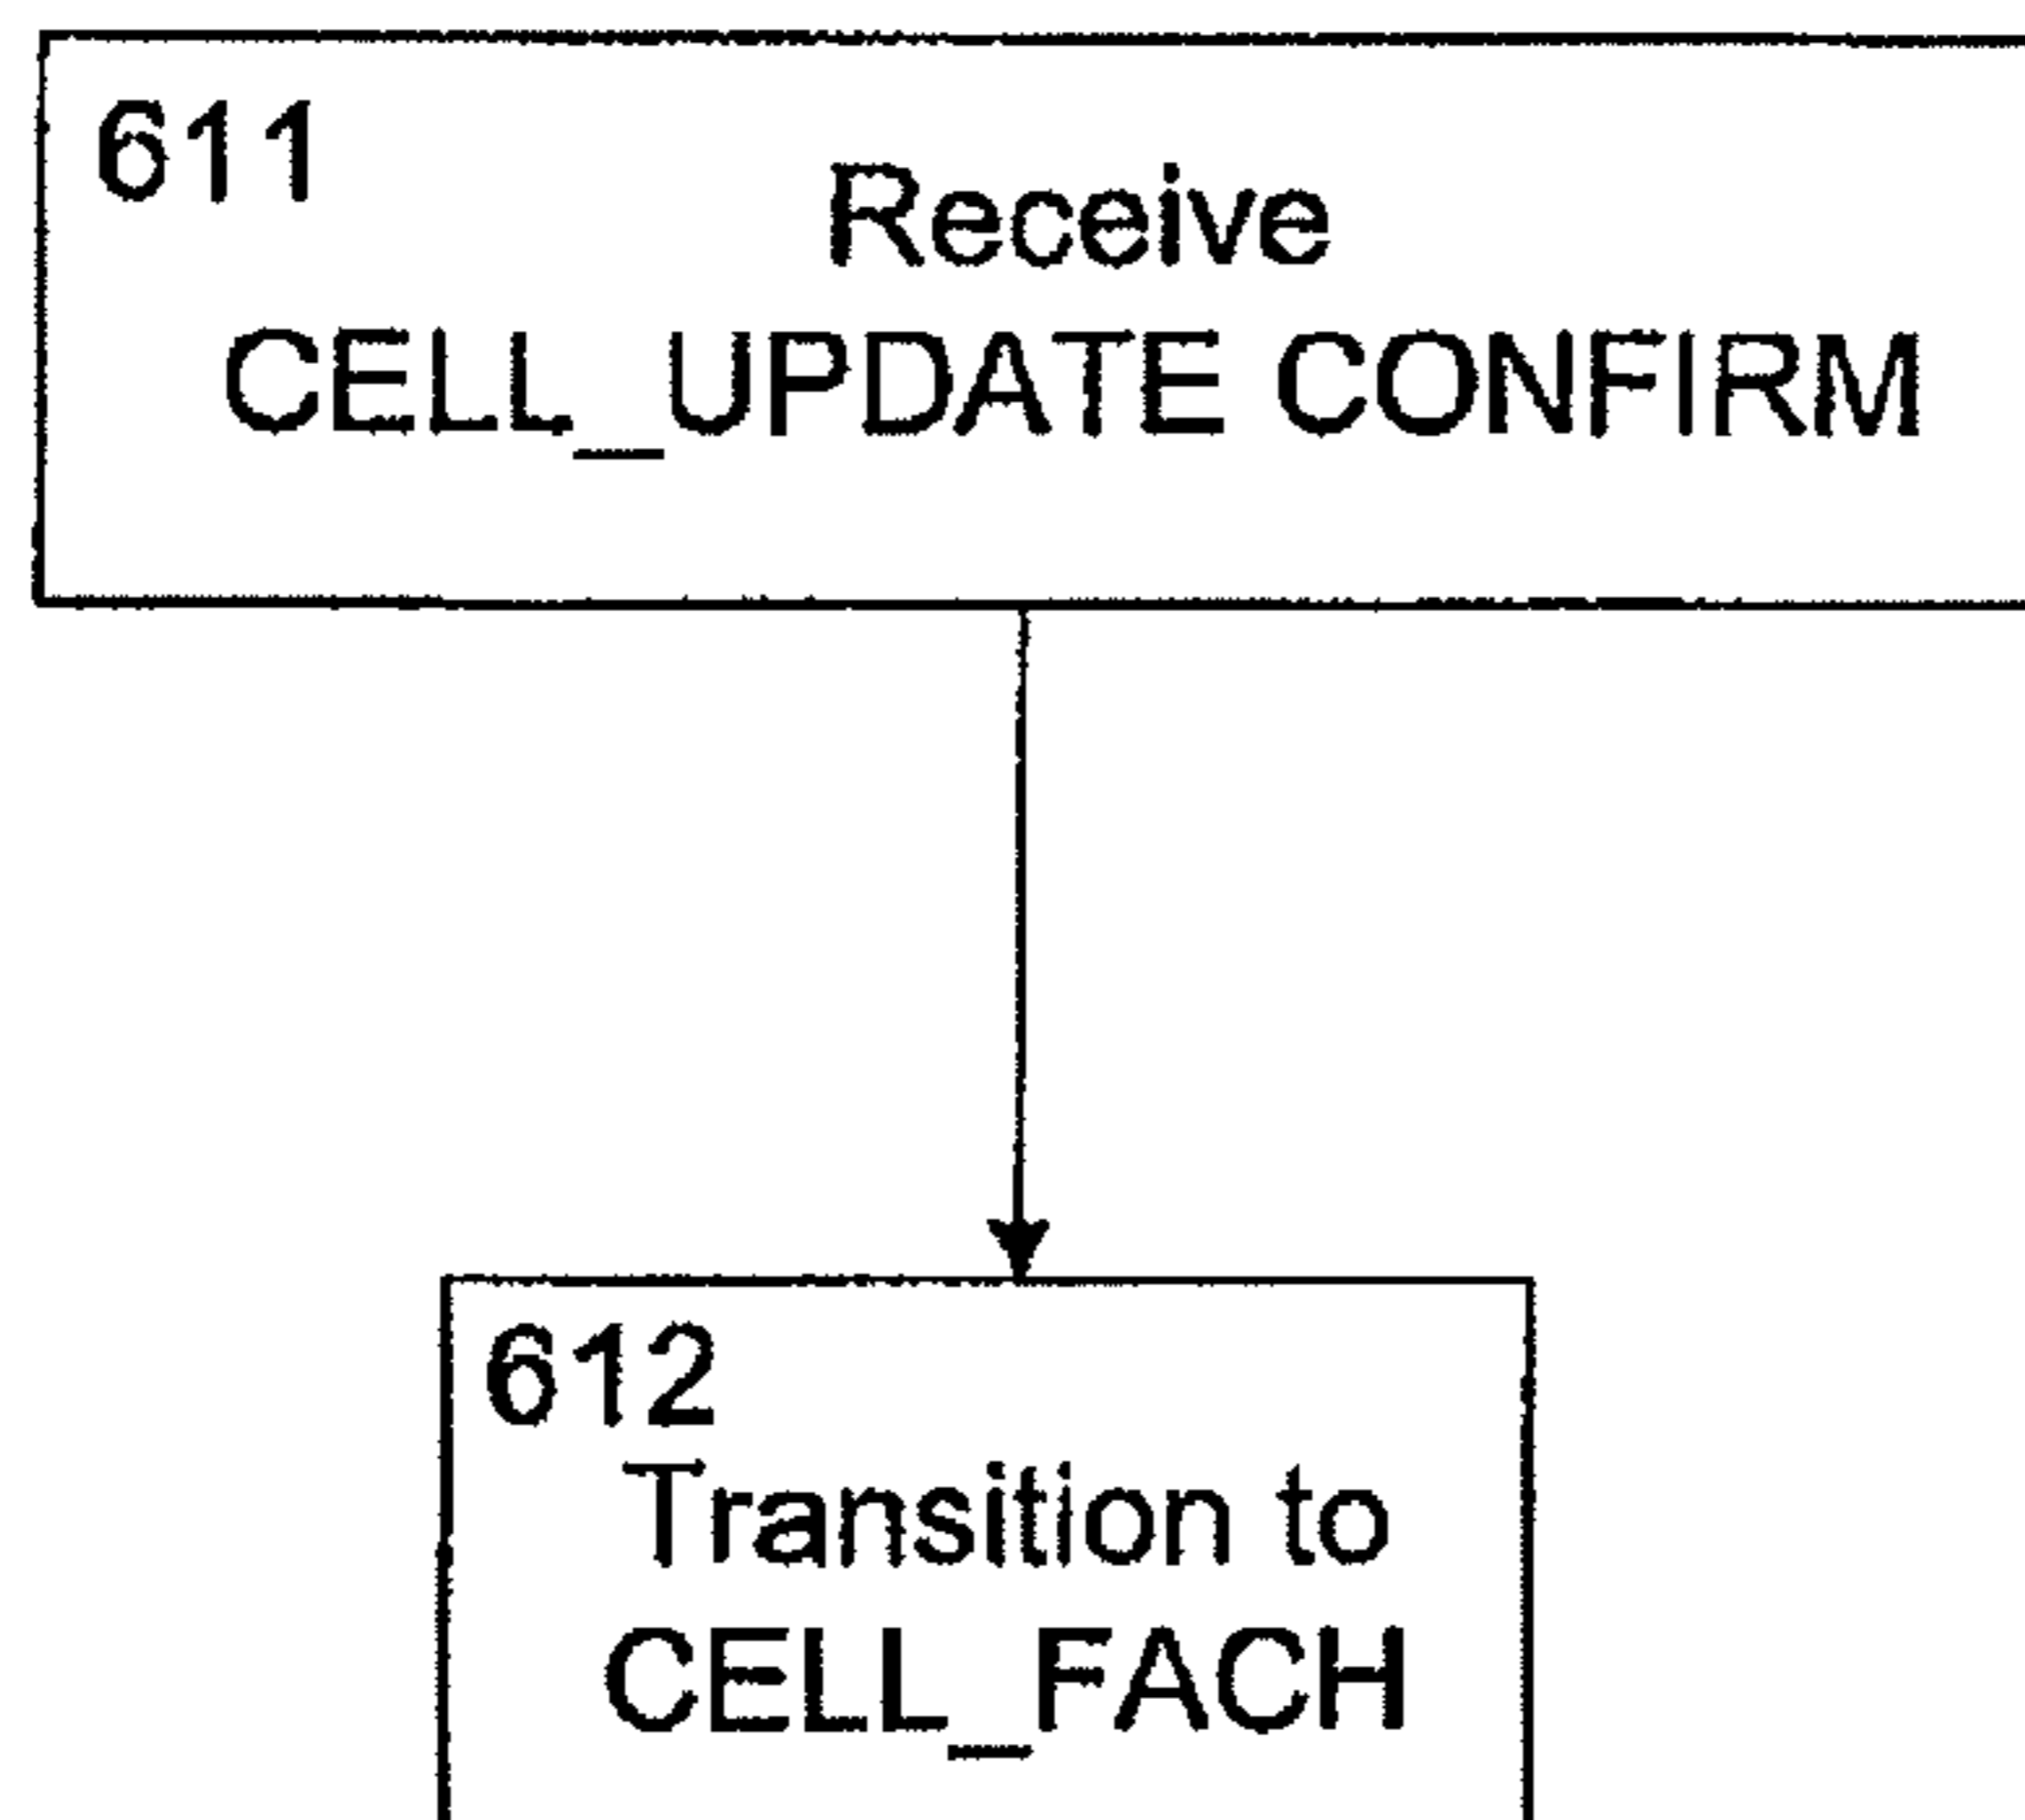 611
Receive
CELL_UPDATE CONFIRM
612
Transition to
CELL_FACH